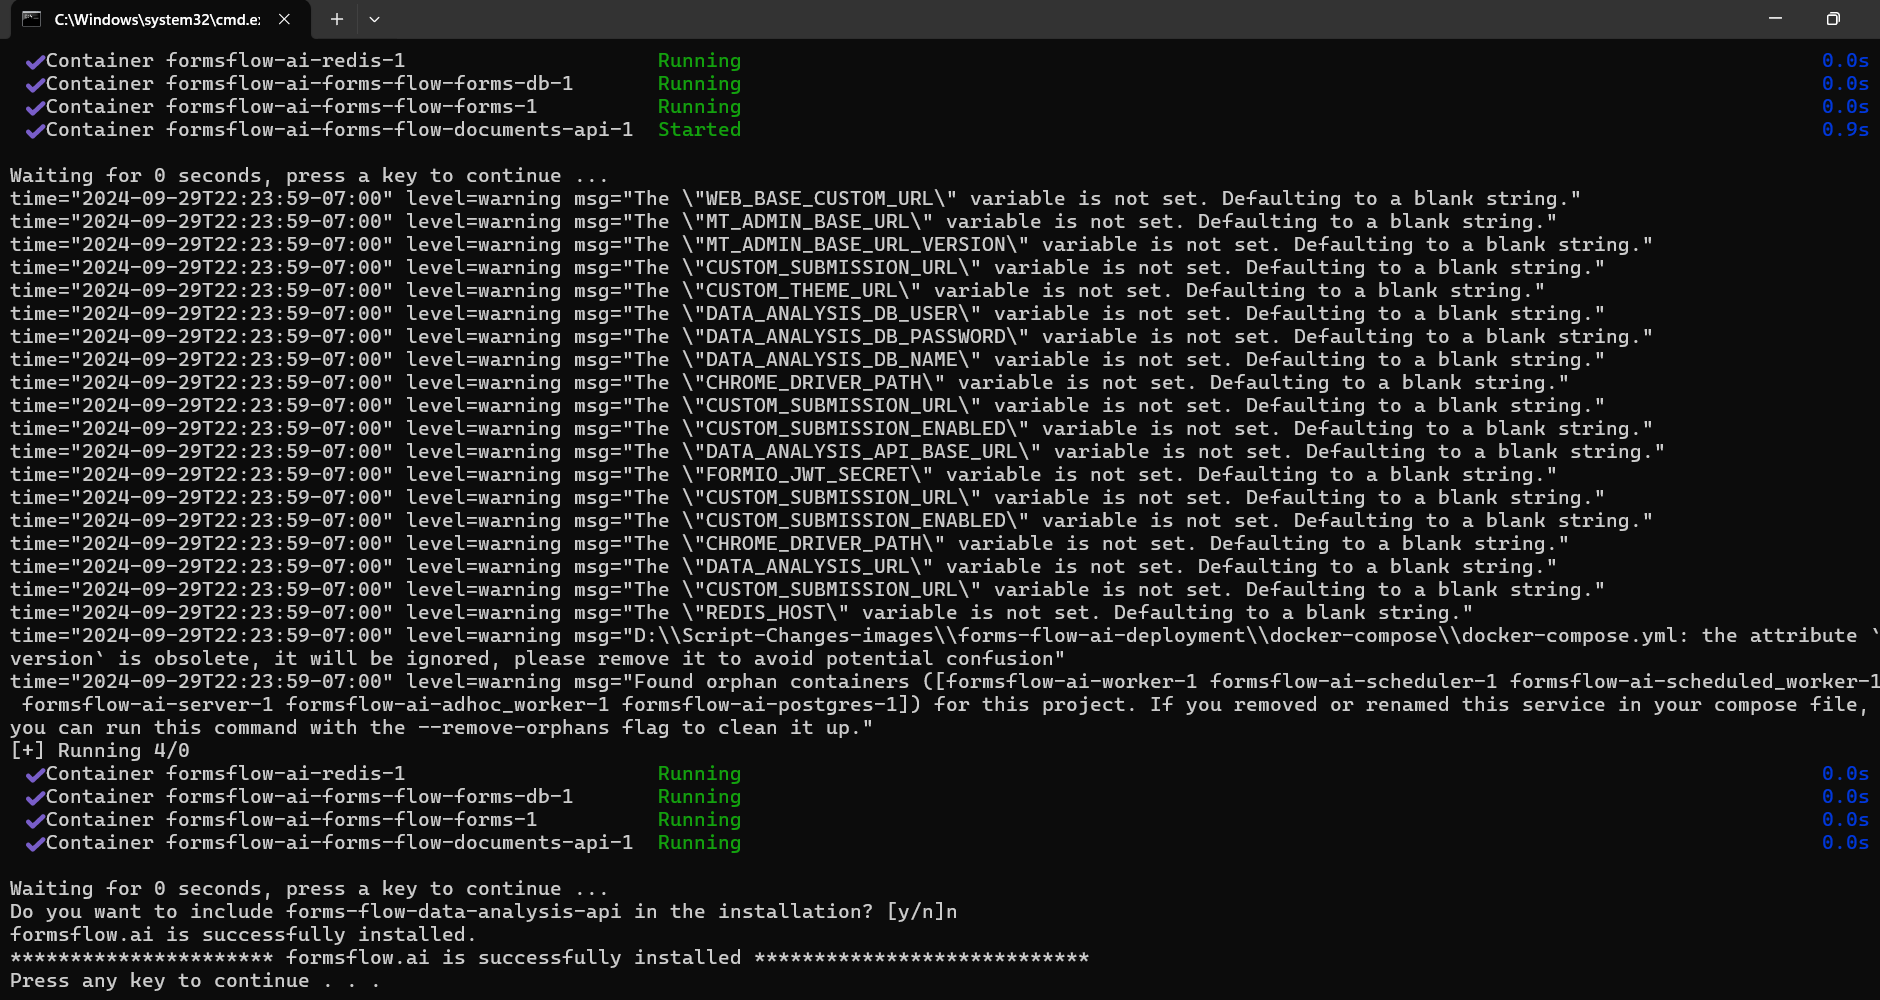 C:\Windows\system32\cmd.e
Container formsflow-ai-redis-1 Running 0.0s
Container formsflow-ai-forms-flow-forms-db-1 Running 0.0s
Container formsflow-ai-forms-flow-forms-1 Running 0.0s
Container formsflow-ai-forms-flow-documents-api-1 Started 0.9s
Waiting for 0 seconds, press a key to continue ...
time="2024-09-29T22:23:59-07:00" level=warning msg="The \"WEB_BASE_CUSTOM_URL\" variable is not set. Defaulting to a blank string."
time="2024-09-29T22:23:59-07:00" level=warning msg="The \"MT_ADMIN_BASE_URL\" variable is not set. Defaulting to a blank string."
time="2024-09-29T22:23:59-07:00" level=warning msg="The \"MT_ADMIN_BASE_URL_VERSION\" variable is not set. Defaulting to a blank string."
time="2024-09-29T22:23:59-07:00" level=warning msg="The \"CUSTOM_SUBMISSION_URL\" variable is not set. Defaulting to a blank string."
time="2024-09-29T22:23:59-07:00" level=warning msg="The \"CUSTOM_THEME_URL\" variable is not set. Defaulting to a blank string."
time="2024-09-29T22:23:59-07:00" level=warning msg="The \"DATA_ANALYSIS_DB_USER\" variable is not set. Defaulting to a blank string."
time="2024-09-29T22:23:59-07:00" level=warning msg="The \"DATA_ANALYSIS_DB_PASSWORD\" variable is not set. Defaulting to a blank string."
time="2024-09-29T22:23:59-07:00" level=warning msg="The \"DATA_ANALYSIS_DB_NAME\" variable is not set. Defaulting to a blank string."
time="2024-09-29T22:23:59-07:00" level=warning msg="The \"CHROME_DRIVER_PATH\" variable is not set. Defaulting to a blank string."
time="2024-09-29T22:23:59-07:00" level=warning msg="The \"CUSTOM_SUBMISSION_URL\" variable is not set. Defaulting to a blank string."
time="2024-09-29T22:23:59-07:00" level=warning msg="The \"CUSTOM_SUBMISSION_ENABLED\" variable is not set. Defaulting to a blank string."
time="2024-09-29T22:23:59-07:00" level=warning msg="The \"DATA_ANALYSIS_API_BASE_URL\" variable is not set. Defaulting to a blank string."
time="2024-09-29T22:23:59-07:00" level=warning msg="The \"FORMIO_JWT_SECRET\" variable is not set. Defaulting to a blank string."
time="2024-09-29T22:23:59-07:00" level=warning msg="The \"CUSTOM_SUBMISSION_URL\" variable is not set. Defaulting to a blank string."
time="2024-09-29T22:23:59-07:00" level=warning msg="The \"CUSTOM_SUBMISSION_ENABLED\" variable is not set. Defaulting to a blank string."
time="2024-09-29T22:23:59-07:00" level=warning msg="The \"CHROME_DRIVER_PATH\" variable is not set. Defaulting to a blank string."
time="2024-09-29T22:23:59-07:00" level=warning msg="The \"DATA_ANALYSIS_URL\" variable is not set. Defaulting to a blank string."
time="2024-09-29T22:23:59-07:00" level=warning msg="The \"CUSTOM_SUBMISSION_URL\" variable is not set. Defaulting to a blank string."
time="2024-09-29T22:23:59-07:00" level=warning msg="The \"REDIS_HOST\" variable is not set. Defaulting to a blank string."
time="2024-09-29T22:23:59-07:00" level=warning msg="D:\\Script-Changes-images\\forms-flow-ai-deployment\\docker-compose\\docker-compose.yml: the attribute `
version` is obsolete, it will be ignored, please remove it to avoid potential confusion"
time="2024-09-29T22:23:59-07:00" level=warning msg="Found orphan containers ([formsflow-ai-worker-1 formsflow-ai-scheduler-1 formsflow-ai-scheduled_worker-1
formsflow-ai-server-1 formsflow-ai-adhoc_worker-1 formsflow-ai-postgres-1]) for this project. If you removed or renamed this service in your compose file,
you can run this command with the --remove-orphans flag to clean it up."
[+] Running 4/0
Container formsflow-ai-redis-1 Running 0.0s
Container formsflow-ai-forms-flow-forms-db-1 Running 0.0s
Container formsflow-ai-forms-flow-forms-1 Running 0.0s
Container formsflow-ai-forms-flow-documents-api-1 Running 0.0s
Waiting for 0 seconds, press a key to continue ...
Do you want to include forms-flow-data-analysis-api in the installation? [y/n]n
formsflow.ai is successfully installed.
********************** formsflow.ai is successfully installed ****************************
Press any key to continue . . .